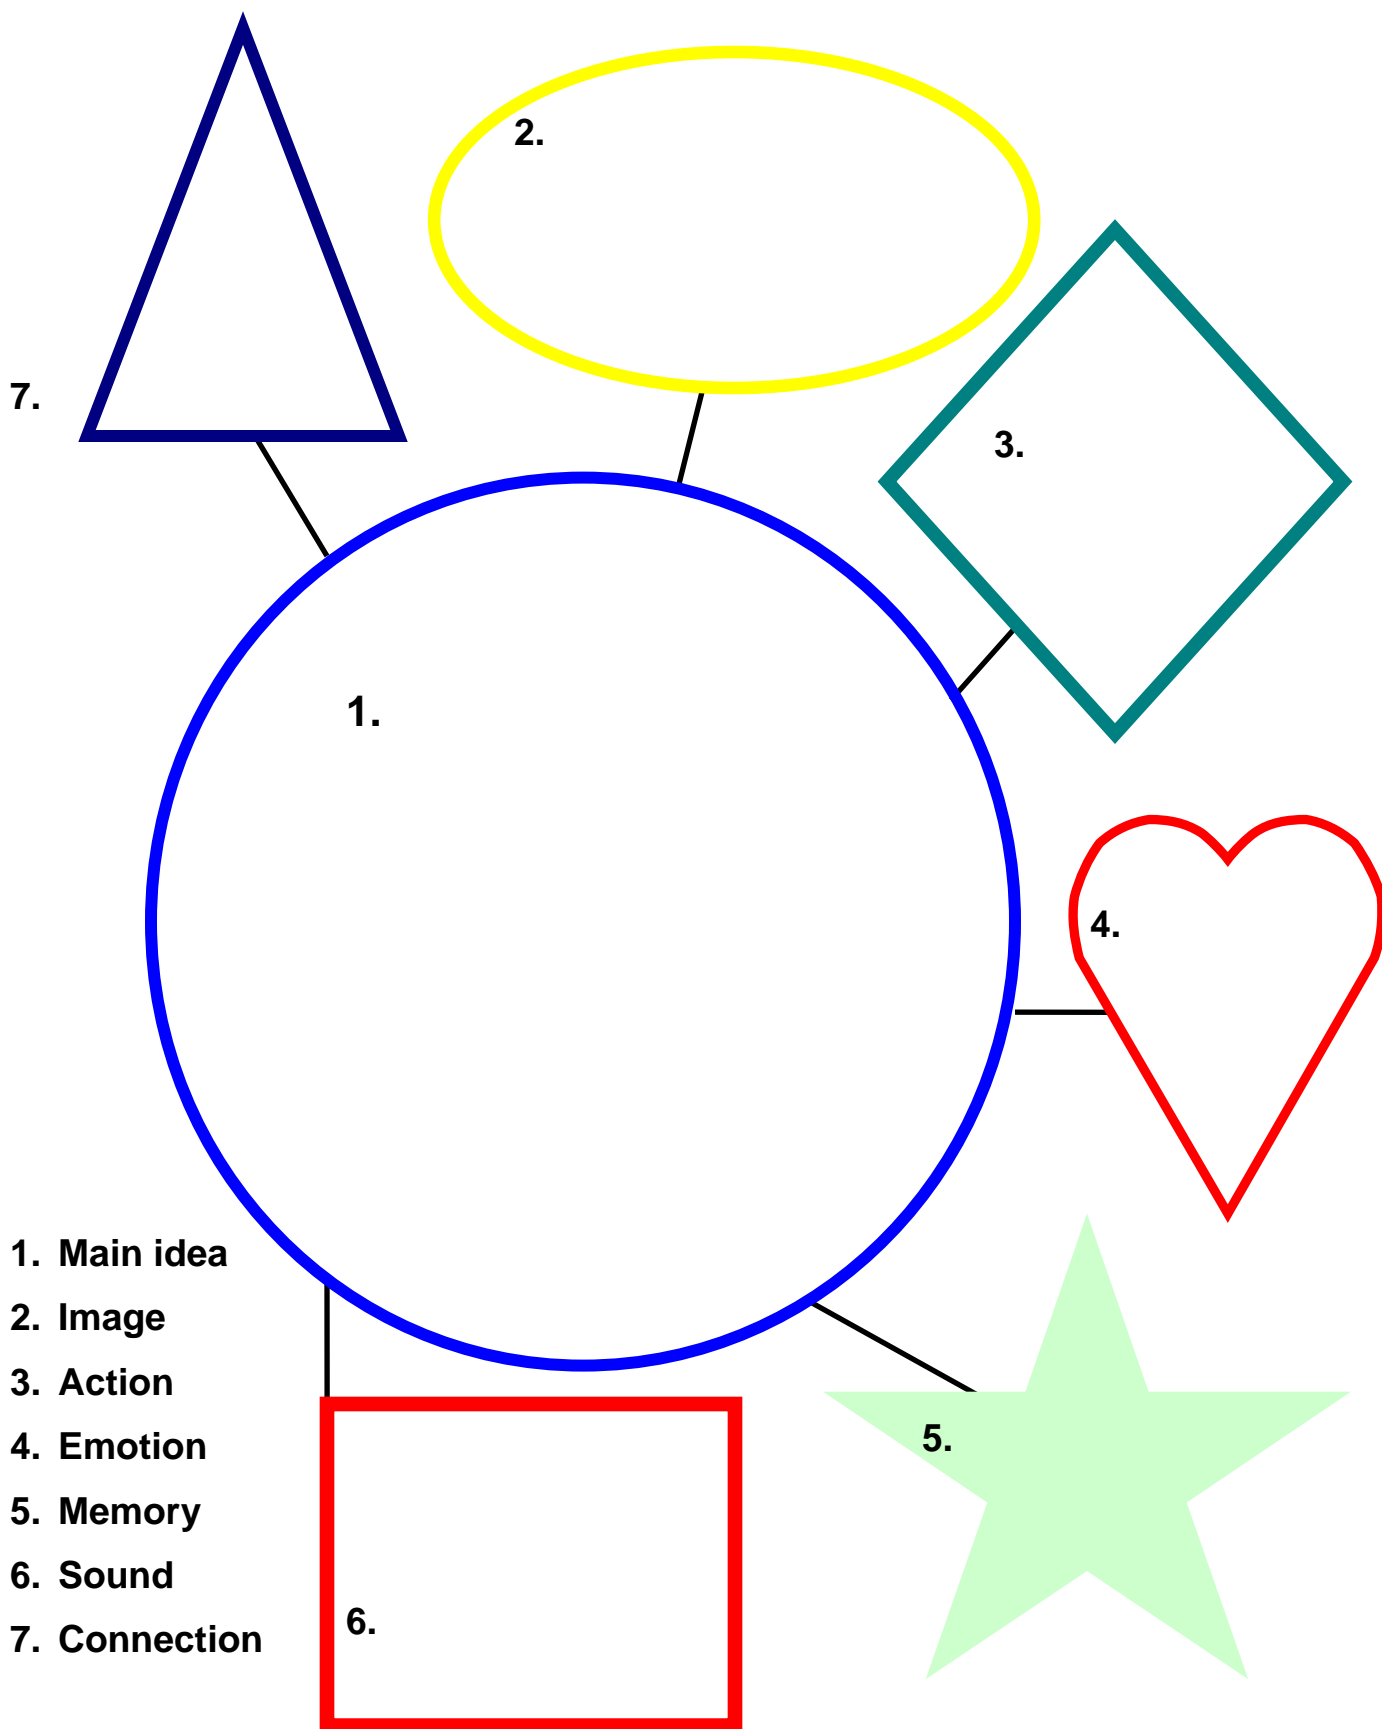 2.
7.
3.
1.
4.
1. Main idea
2. Image
3. Action
4. Emotion
5. Memory
6. Sound
7. Connection
5.
6.